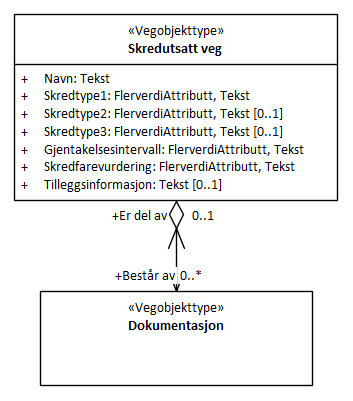 «Vegobjekttype»
Skredutsatt veg
+ Navn: Tekst
+ Skredtype1: FlerverdiAttributt, Tekst
+ Skredtype2: FlerverdiAttributt, Tekst [0..1]
+ Skredtype3: FlerverdiAttributt, Tekst [0..1]
+ Gjentakelsesintervall: FlerverdiAttributt, Tekst
+ Skredfarevurdering: FlerverdiAttributt, Tekst
+ Tilleggsinformasjon: Tekst [0..1]
+Er del av 0..1
+Består av 0..*
«Vegobjekttype»
Dokumentasjon